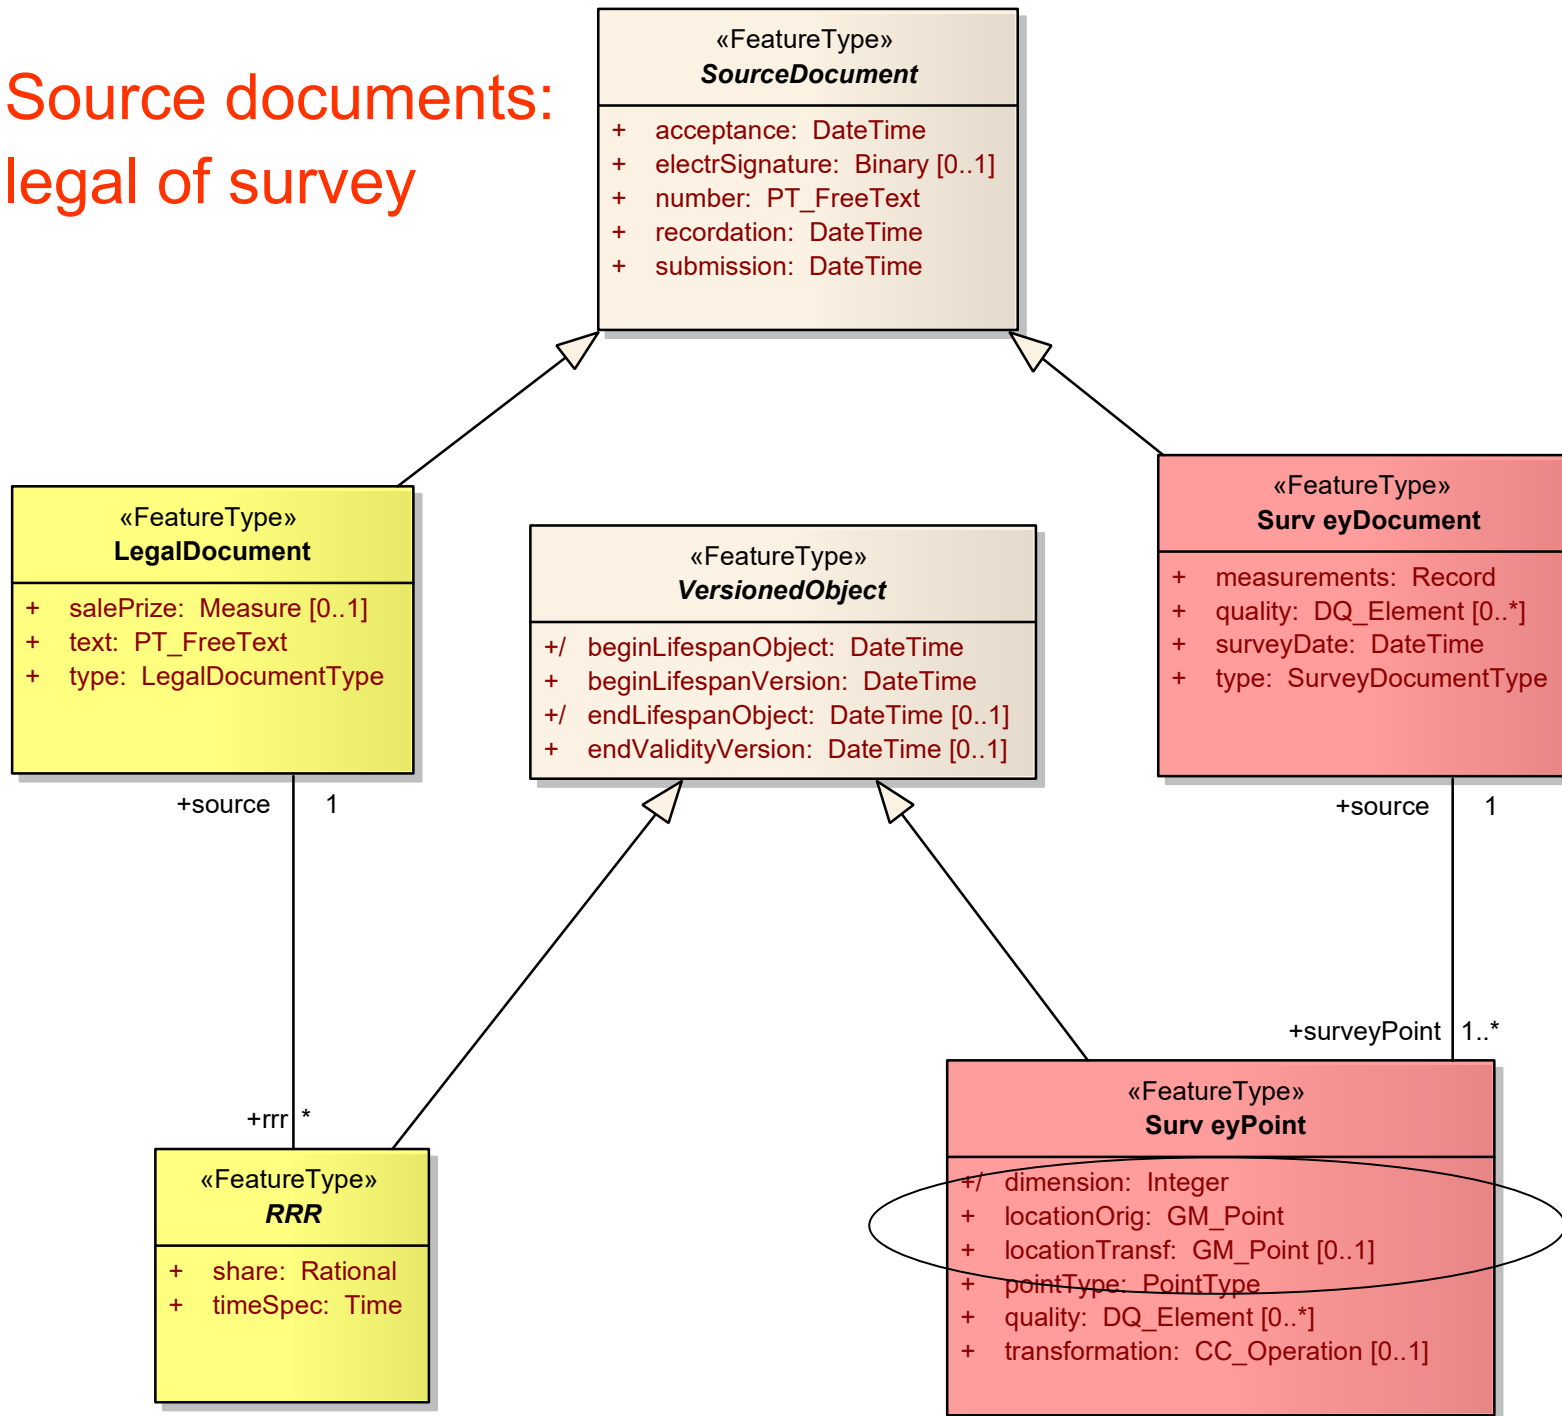 Source documents:
legal of survey
«FeatureType»
SourceDocument
+ acceptance: DateTime
+ electrSignature: Binary [0..1]
+ number: PT_FreeText
+ recordation: DateTime
+ submission: DateTime
«FeatureType»
LegalDocument
+ salePrize: Measure [0..1]
+ text: PT_FreeText
+ type: LegalDocumentType
«FeatureType»
VersionedObject
+/ beginLifespanObject: DateTime
+ beginLifespanVersion: DateTime
+/ endLifespanObject: DateTime [0..1]
+ endValidityVersion: DateTime [0..1]
«FeatureType»
Surv eyDocument
+ measurements: Record
+ quality: DQ_Element [0..*]
+ surveyDate: DateTime
+ type: SurveyDocumentType
+source 1
+source 1
+surveyPoint 1..*
+rrr *
«FeatureType»
RRR
+ share: Rational
+ timeSpec: Time
«FeatureType»
Surv eyPoint
+/ dimension: Integer
+ locationOrig: GM_Point
+ locationTransf: GM_Point [0..1]
+ pointType: PointType
+ quality: DQ_Element [0..*]
+ transformation: CC_Operation [0..1]